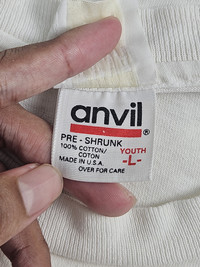 anvil®
PRE - SHRUNK
100% COTTON/ YOUTH
COTON -L-
MADE IN U.S.A.
OVER FOR CARE